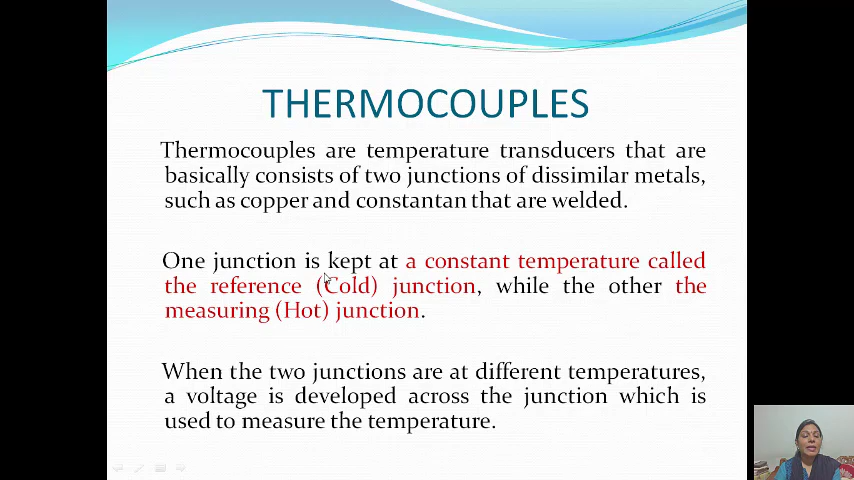 THERMOCOUPLES
Thermocouples are temperature transducers that are
basically consists of two junctions of dissimilar metals,
such as copper and constantan that are welded.
One junction is kept at a constant temperature called
the reference (Cold) junction, while the other the
measuring (Hot) junction.
When the two junctions are at different temperatures,
a voltage is developed across the junction which is
used to measure the temperature.